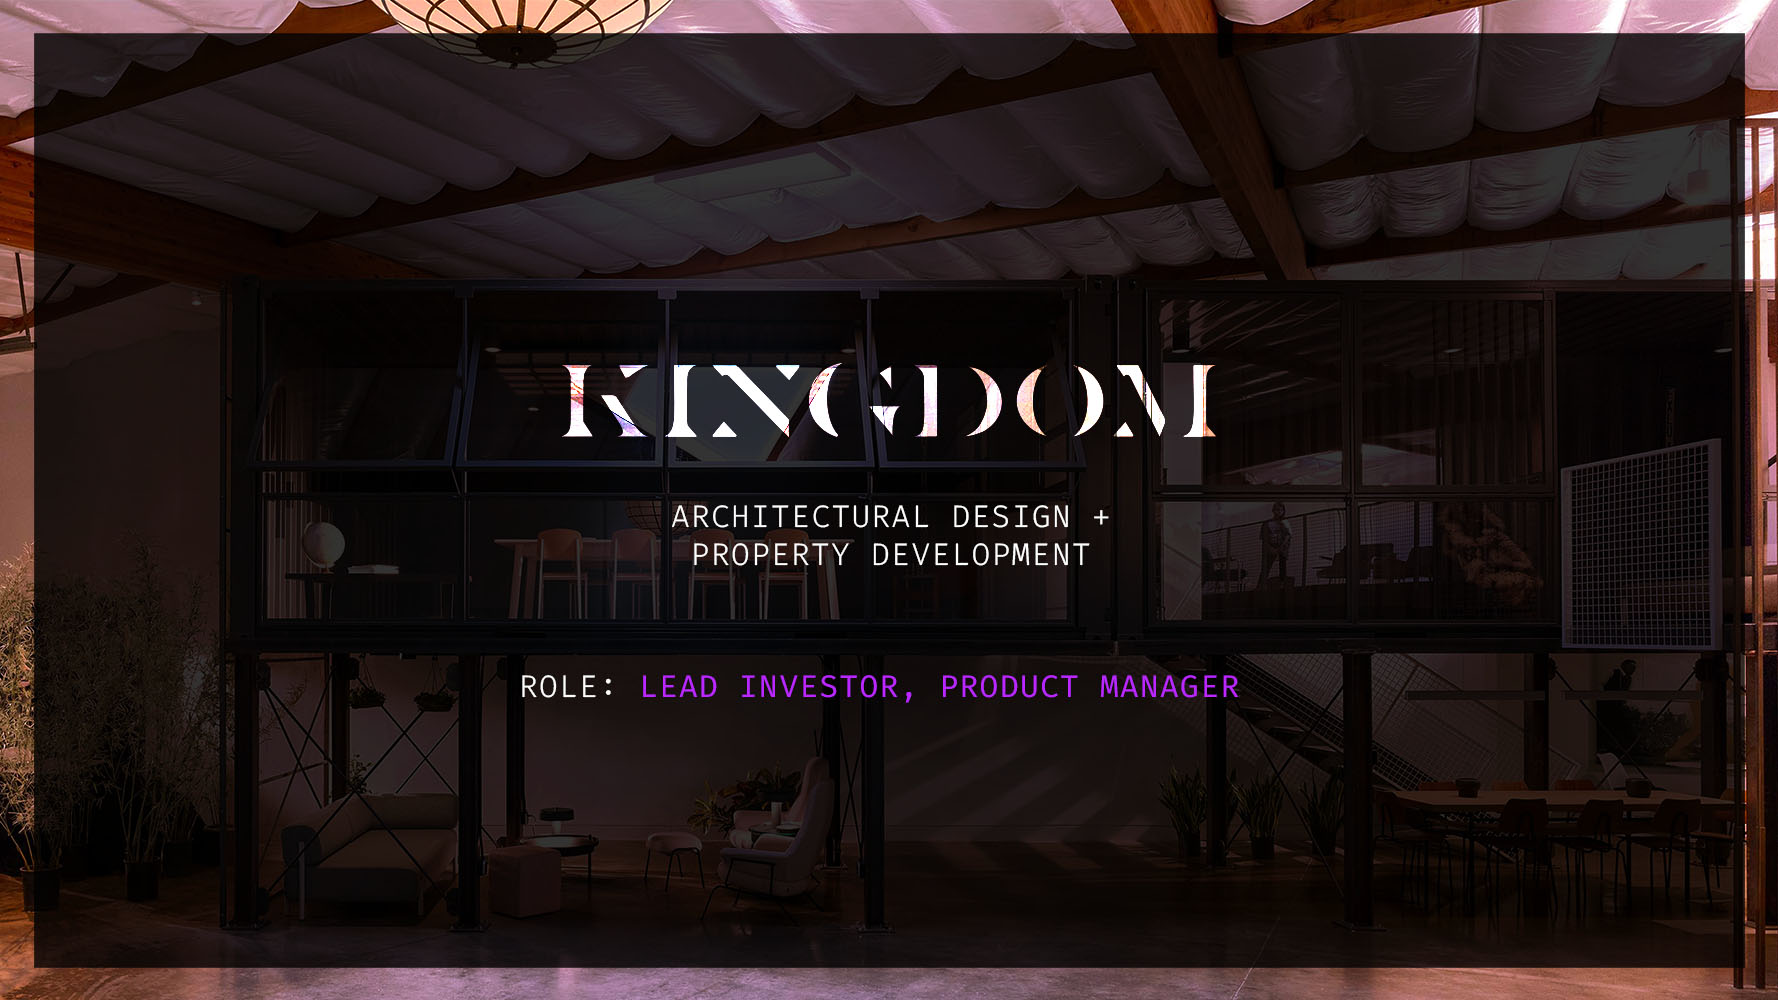 KINGDOM
ARCHITECTURAL DESIGN +
PROPERTY DEVELOPMENT
ROLE: LEAD INVESTOR, PRODUCT MANAGER